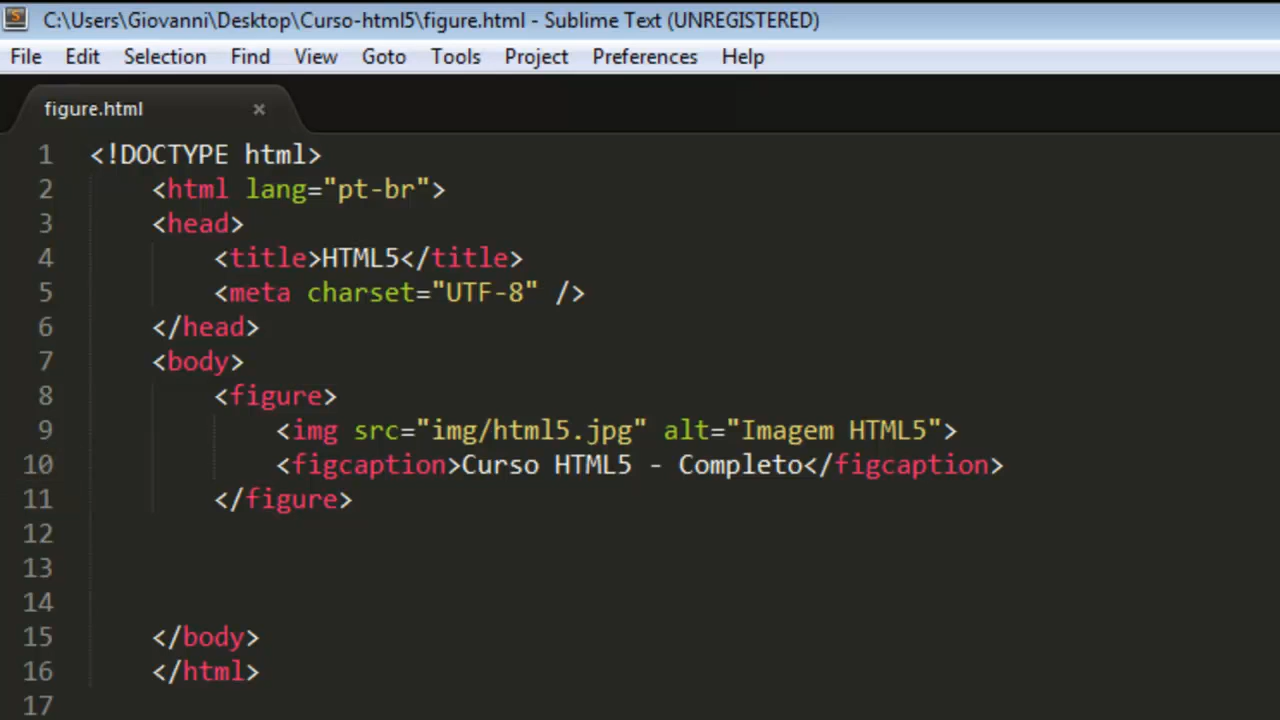 C:\Users\Giovanni\Desktop\Curso-html5\figure.html - Sublime Text (UNREGISTERED)
File Edit Selection Find View Goto Tools Project Preferences Help
figure.html ×
1 <!DOCTYPE html>
2 <html lang="pt-br">
3 <head>
4 <title>HTML5</title>
5 <meta charset="UTF-8" />
6 </head>
7 <body>
8 <figure>
9 <img src="img/html5.jpg" alt="Imagem HTML5">
10 <figcaption>Curso HTML5 - Completo</figcaption>
11 </figure>
12
13
14
15 </body>
16 </html>
17